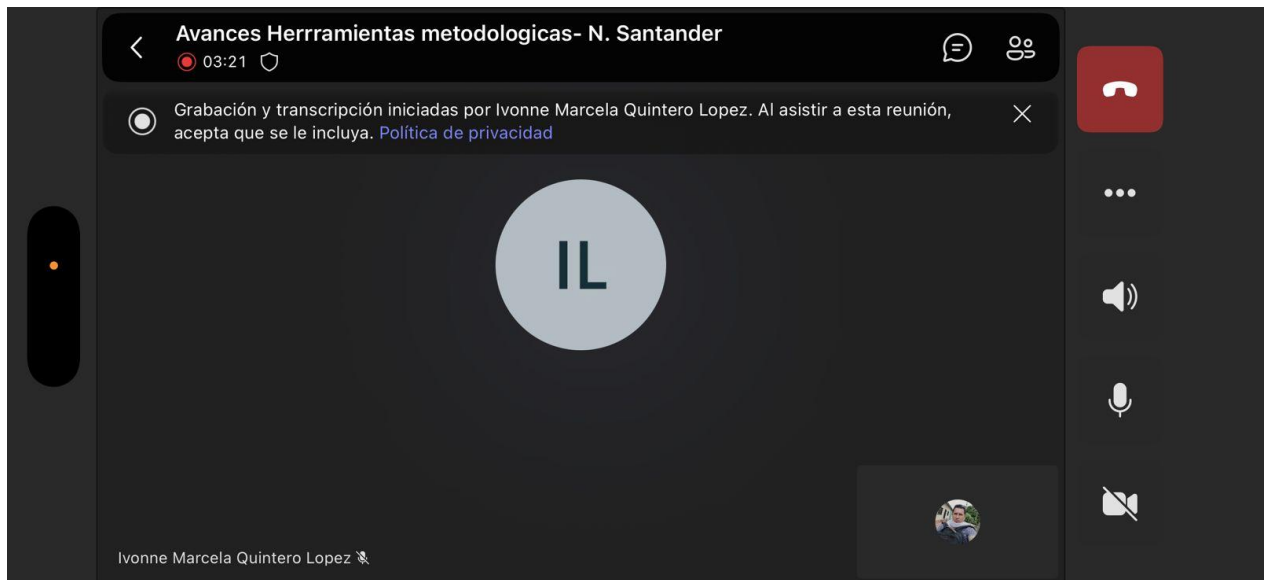 Avances Herrramientas metodologicas- N. Santander
03:21
Grabación y transcripción iniciadas por Ivonne Marcela Quintero Lopez. Al asistir a esta reunión,
acepta que se le incluya. Política de privacidad
IL
Ivonne Marcela Quintero Lopez